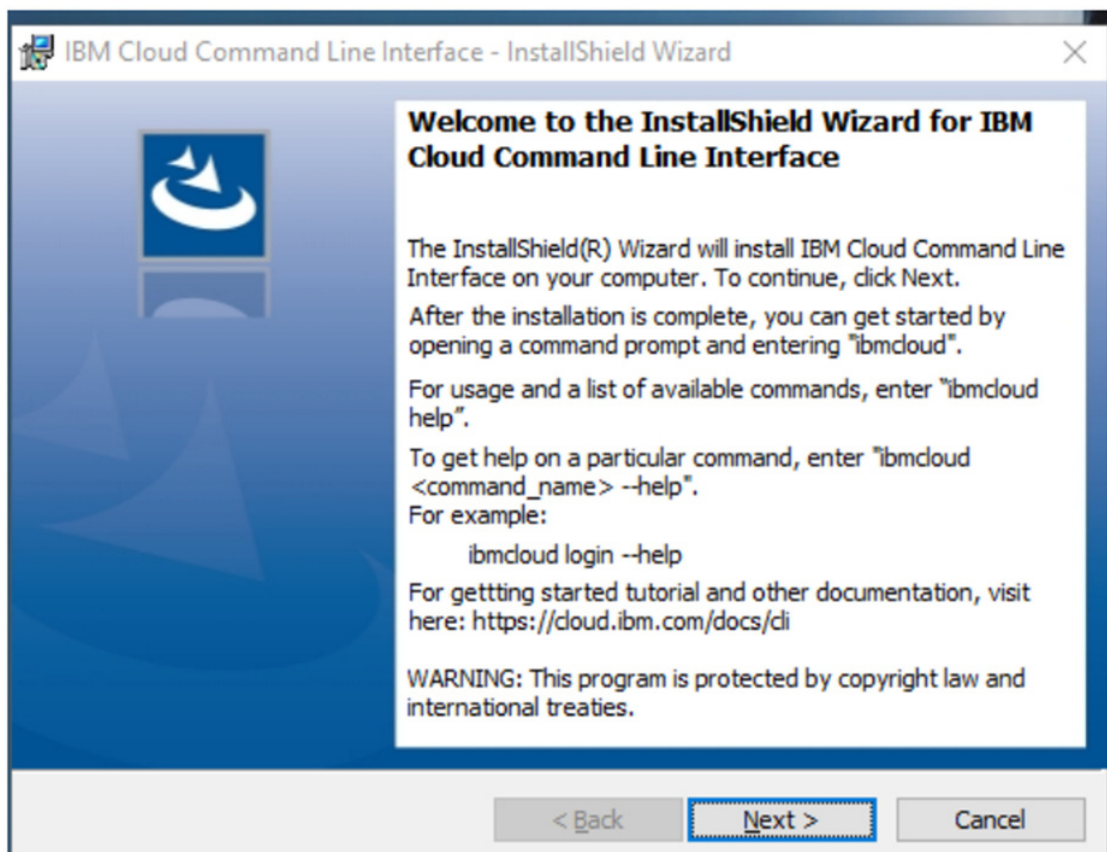 IBM Cloud Command Line Interface - InstallShield Wizard
Welcome to the InstallShield Wizard for IBM
Cloud Command Line Interface
The InstallShield(R) Wizard will install IBM Cloud Command Line
Interface on your computer. To continue, click Next.
After the installation is complete, you can get started by
opening a command prompt and entering "ibmcloud".
For usage and a list of available commands, enter “ibmcloud
help”.
To get help on a particular command, enter "ibmcloud
<command_name> --help".
For example:
ibmcloud login --help
For gettting started tutorial and other documentation, visit
here: https://cloud.ibm.com/docs/cli
WARNING: This program is protected by copyright law and
international treaties.
< Back Next > Cancel